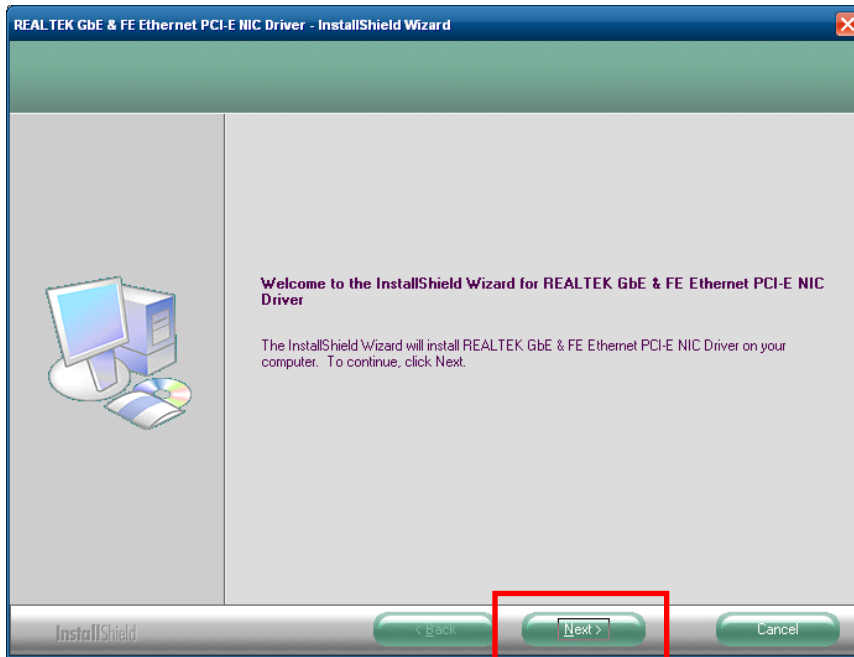 REALTEK GbE & FE Ethernet PCI-E NIC Driver - InstallShield Wizard
Welcome to the InstallShield Wizard for REALTEK GbE & FE Ethernet PCI-E NIC
Driver
The InstallShield Wizard will install REALTEK GbE & FE Ethernet PCI-E NIC Driver on your
computer. To continue, click Next.
InstallShield
< Back
Next >
Cancel